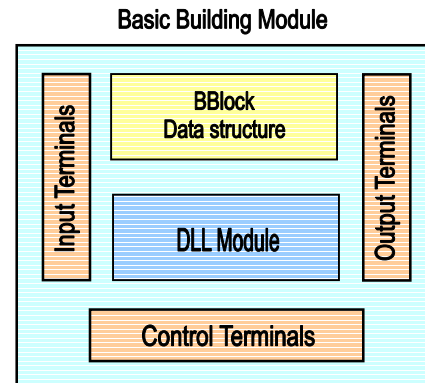 Basic Building Module
Input Terminals
BBlock
Data structure
DLL Module
Output Terminals
Control Terminals